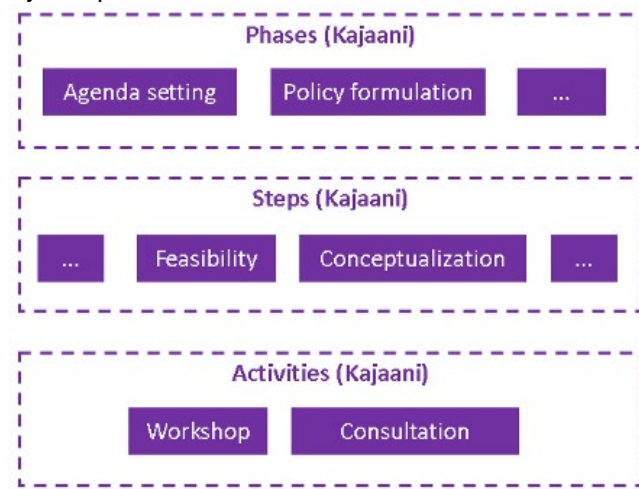 Phases (Kajaani)
Agenda setting Policy formulation ...
Steps (Kajaani)
... Feasibility Conceptualization ...
Activities (Kajaani)
Workshop Consultation